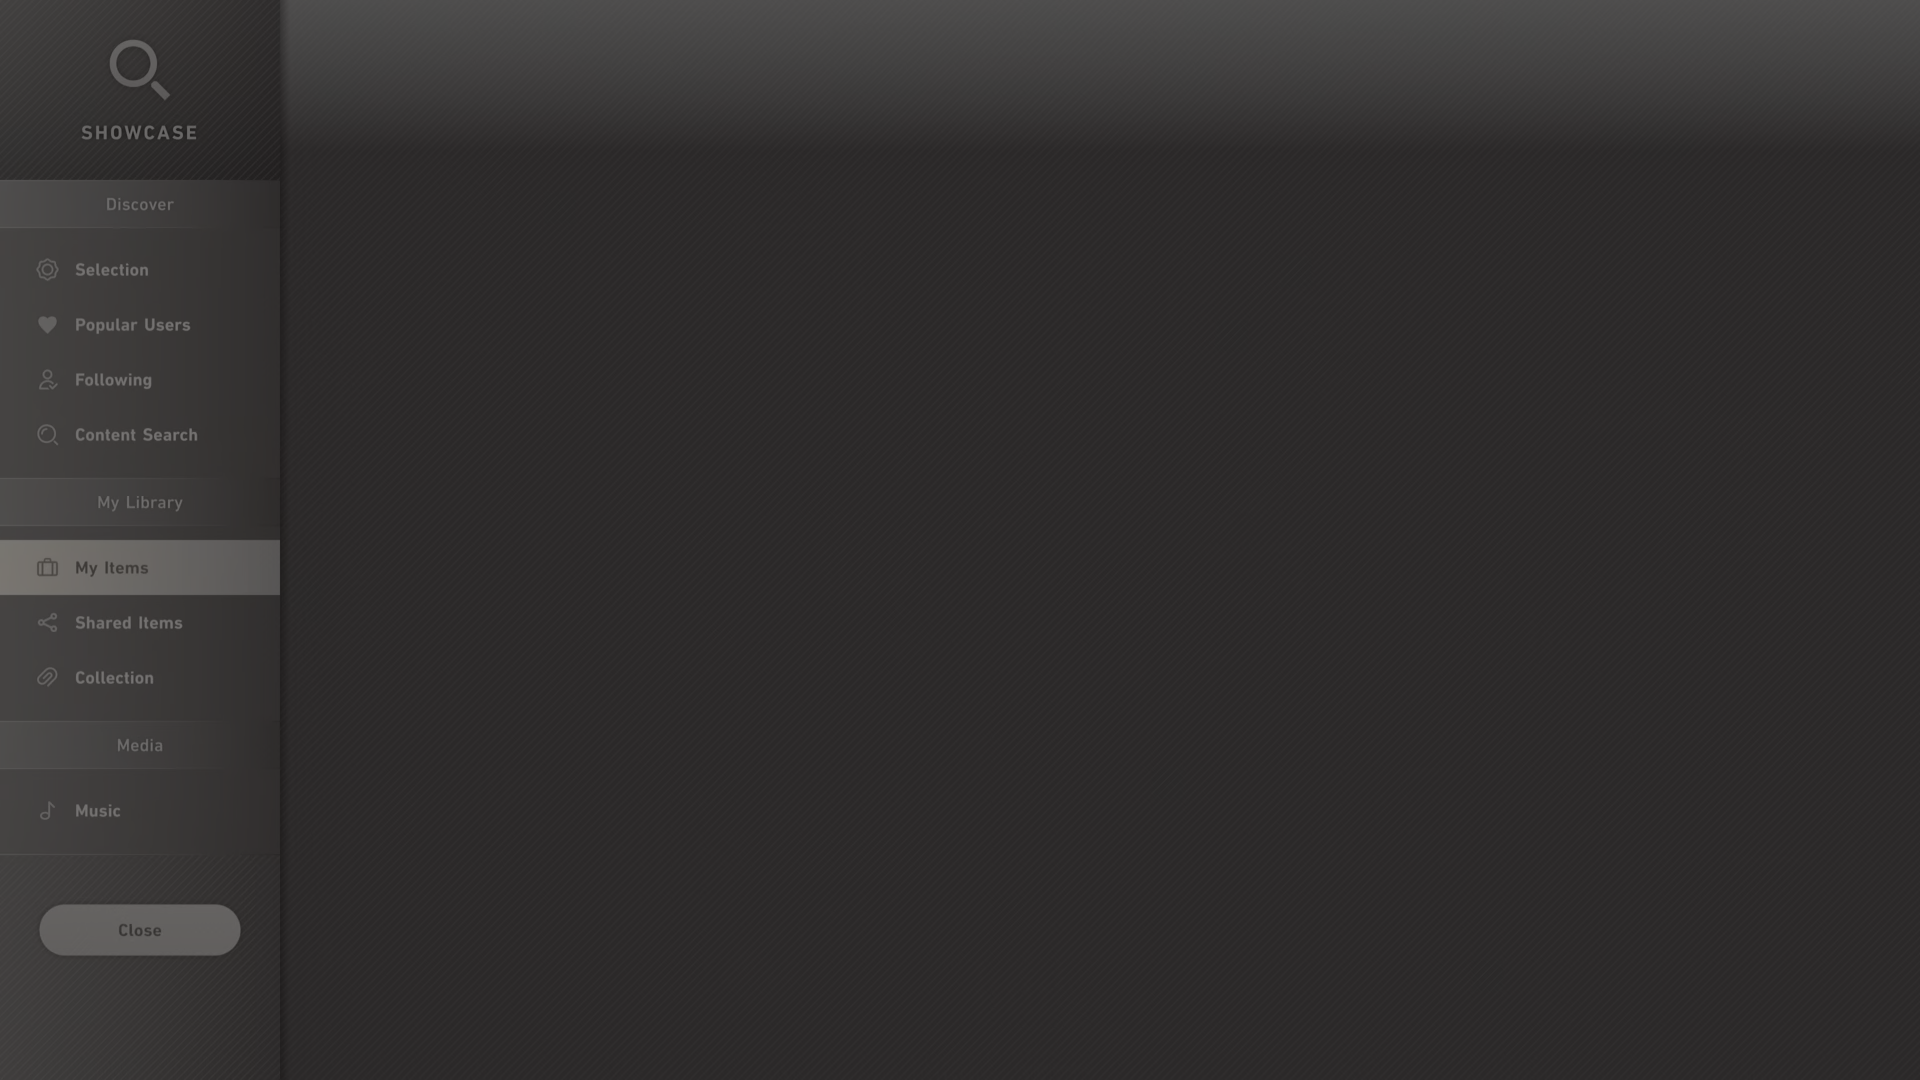 SHOWCASE
Discover
Selection
Popular Users
Following
Content Search
My Library
My Items
Shared Items
Collection
Media
Music
Close